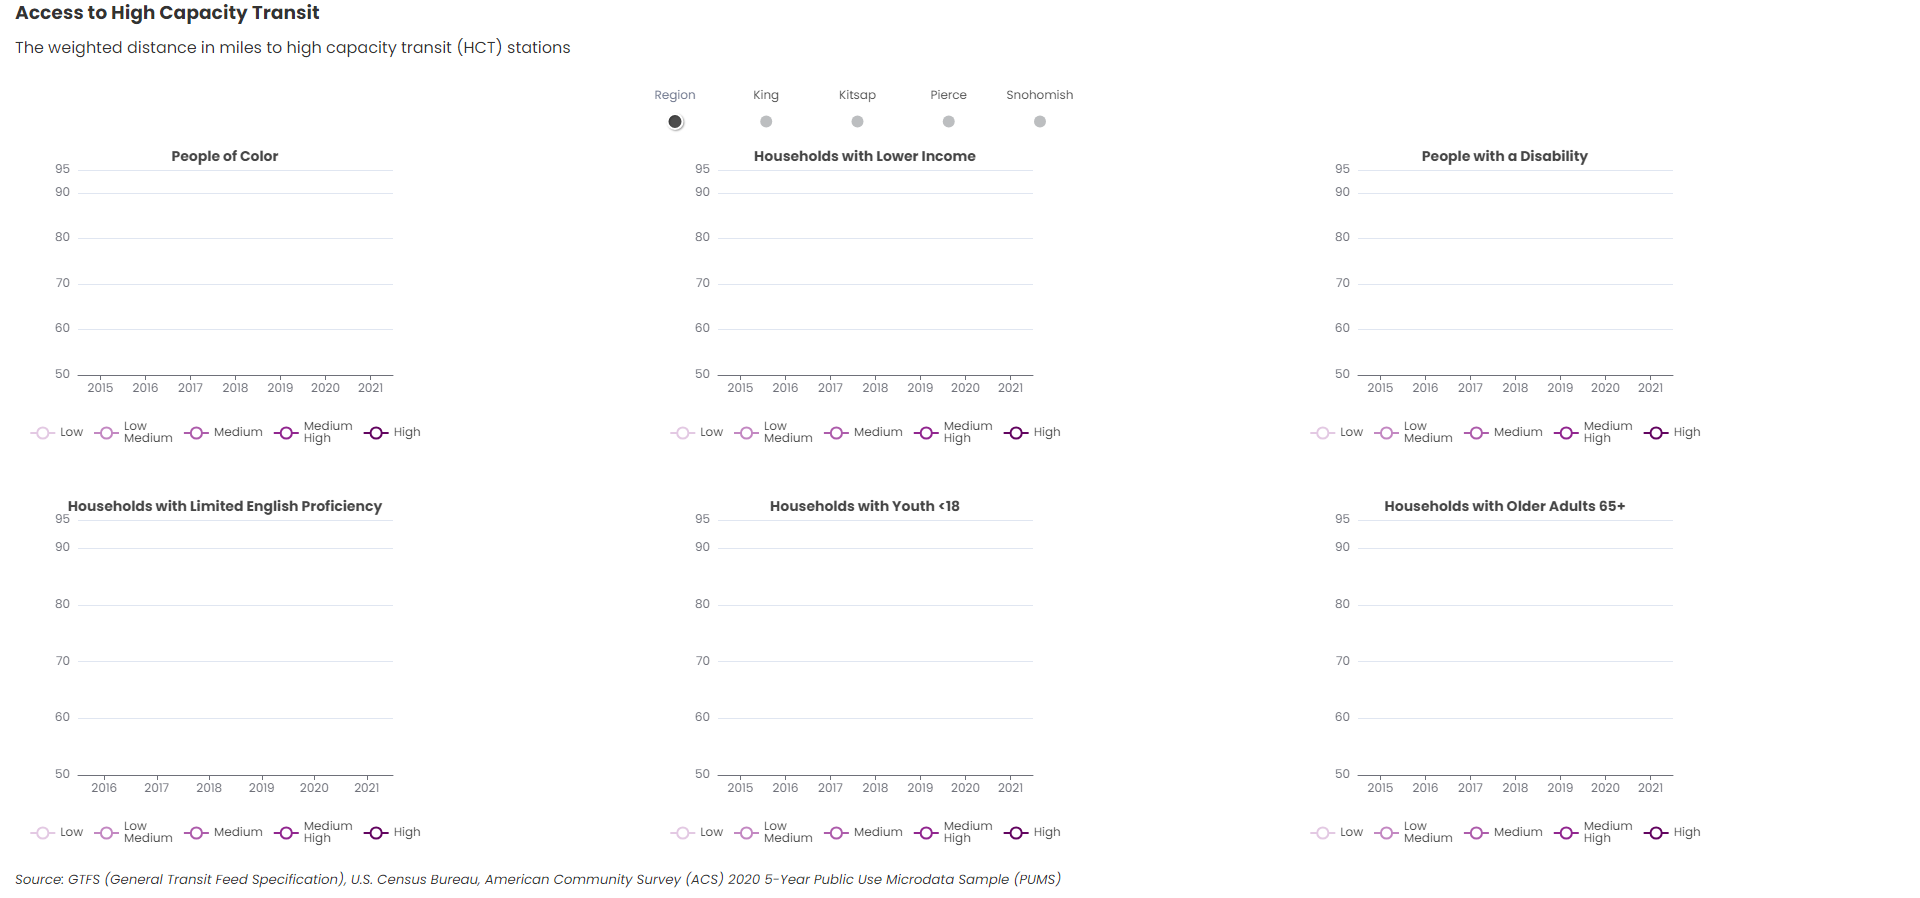 Access to High Capacity Transit
The weighted distance in miles to high capacity transit (HCT) stations
Region King Kitsap Pierce Snohomish
People of Color
95
90
80
70
60
50
2015 2016 2017 2018 2019 2020 2021
Low Low Medium Medium Medium High High
Households with Lower Income
95
90
80
70
60
50
2015 2016 2017 2018 2019 2020 2021
Low Low Medium Medium Medium High High
People with a Disability
95
90
80
70
60
50
2015 2016 2017 2018 2019 2020 2021
Low Low Medium Medium Medium High High
Households with Limited English Proficiency
95
90
80
70
60
50
2016 2017 2018 2019 2020 2021
Low Low Medium Medium Medium High High
Households with Youth <18
95
90
80
70
60
50
2015 2016 2017 2018 2019 2020 2021
Low Low Medium Medium Medium High High
Households with Older Adults 65+
95
90
80
70
60
50
2015 2016 2017 2018 2019 2020 2021
Low Low Medium Medium Medium High High
Source: GTFS (General Transit Feed Specification), U.S. Census Bureau, American Community Survey (ACS) 2020 5-Year Public Use Microdata Sample (PUMS)